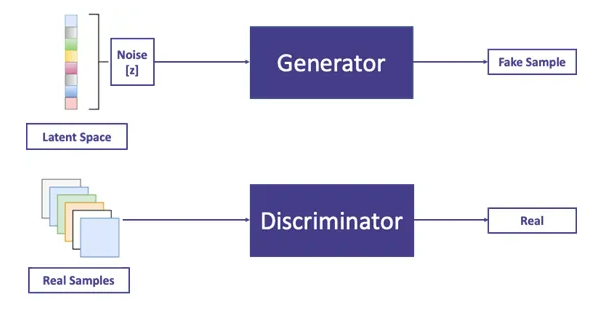 Noise
[z]
Generator
Fake Sample
Latent Space
Discriminator
Real
Real Samples